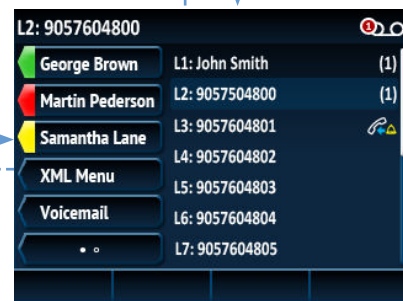 L2: 9057604800
1
George Brown
Martin Pederson
Samantha Lane
XML Menu
Voicemail
L1: John Smith (1)
L2: 9057504800 (1)
L3: 9057604801
L4: 9057604802
L5: 9057604803
L6: 9057604804
L7: 9057604805